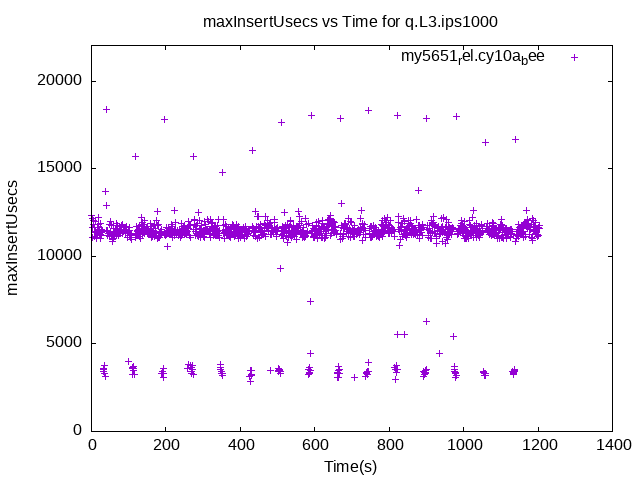 maxInsertUsecs vs Time for q.L3.ips1000
my5651rel.cy10abee
20000
15000
10000
5000
0
maxInsertUsecs
0 200 400 600 800 1000 1200 1400
Time(s)